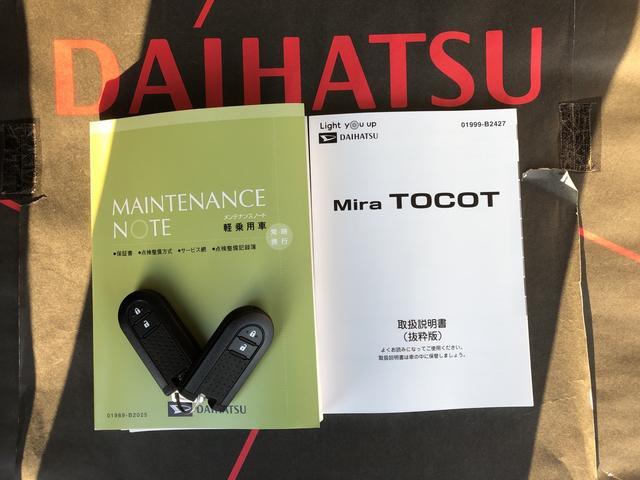 DAIHATSU
MAINTENANCE
NOTE
メンテナンスノート
軽乗用車
常時
携行
●保証書 ●点検整備方式 ●サービス網 ●点検整備記録簿
01989-B2025
DAIHATSU
Light you up
DAIHATSU
01999-B2427
Mira TOCOT
取扱説明書
(抜粋版)
よくお読みになってご使用ください。
取扱説明書は車の中に保管しましょう。